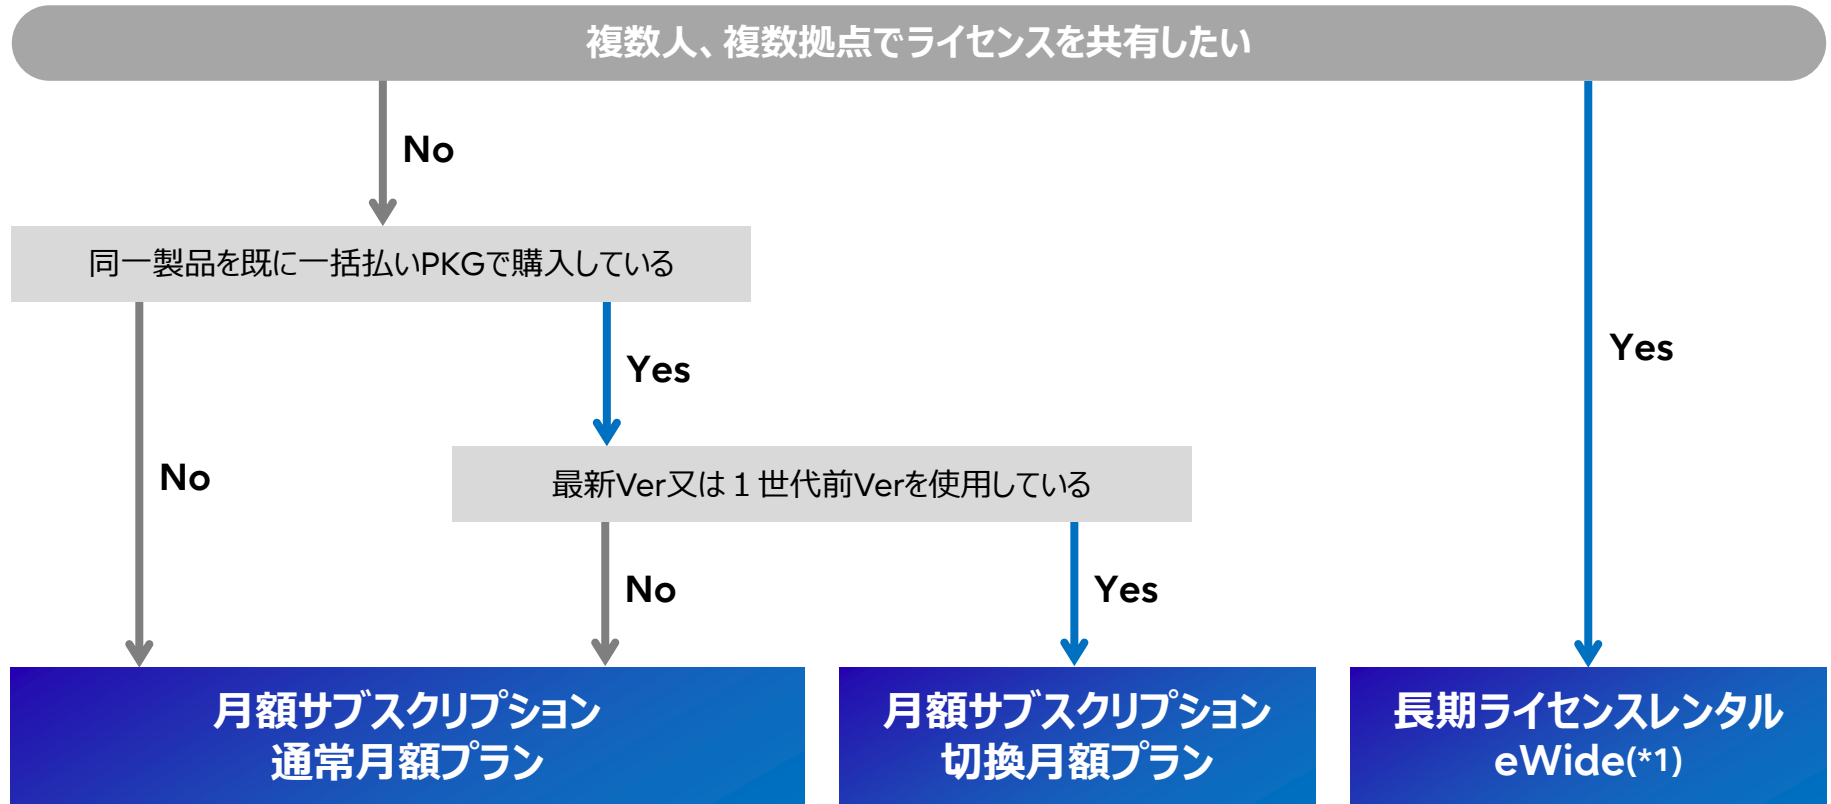 複数人、複数拠点でライセンスを共有したい
No
同一製品を既に一括払いPKGで購入している
Yes
Yes
No
最新Ver又は１世代前Verを使用している
No
Yes
月額サブスクリプション
通常月額プラン
月額サブスクリプション
切換月額プラン
長期ライセンスレンタル
eWide(*1)